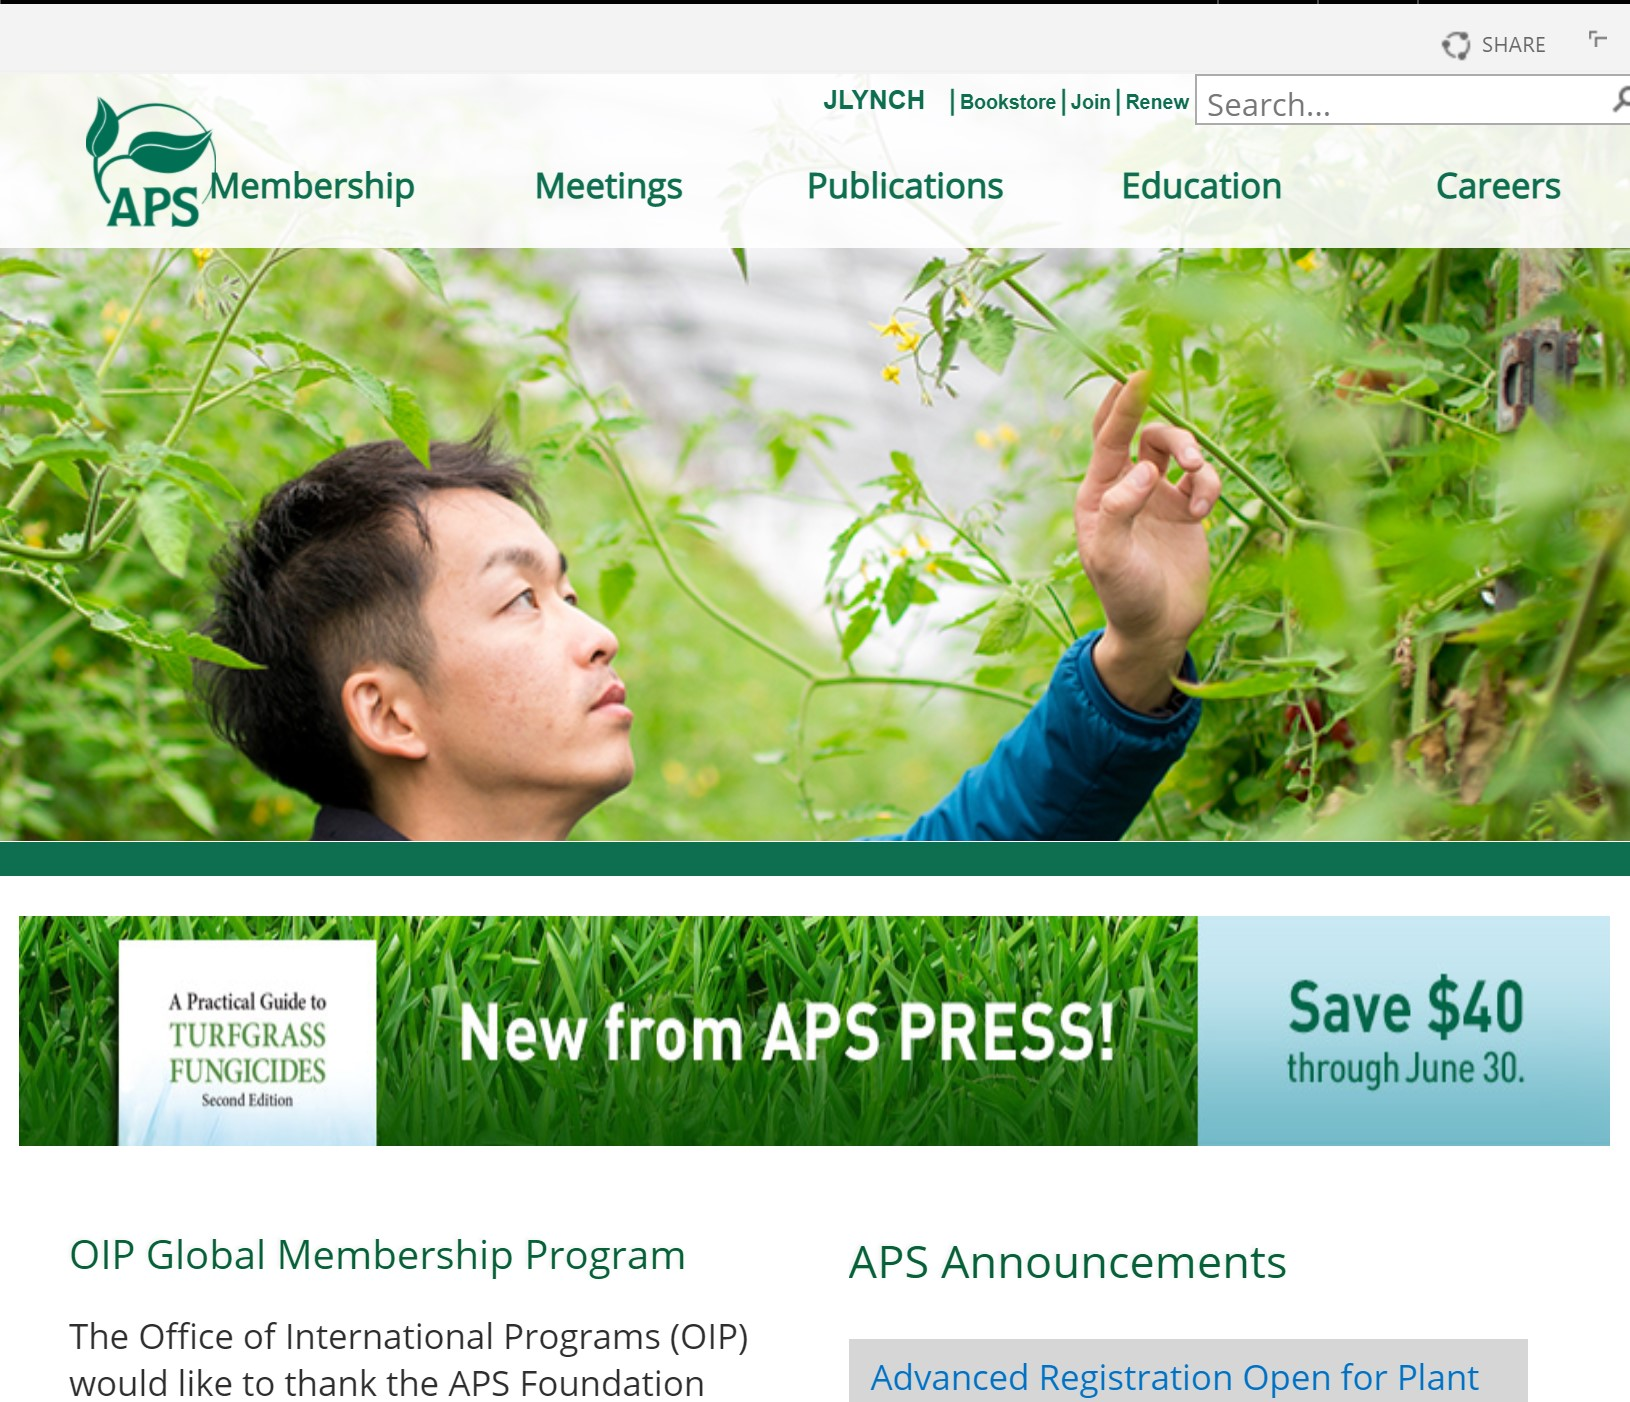 SHARE
JLYNCH | Bookstore | Join | Renew
Search...
APS
Membership Meetings Publications Education Careers
A Practical Guide to
TURFGRASS
FUNGICIDES
Second Edition
New from APS PRESS!
Save $40
through June 30.
OIP Global Membership Program
The Office of International Programs (OIP)
would like to thank the APS Foundation
APS Announcements
Advanced Registration Open for Plant